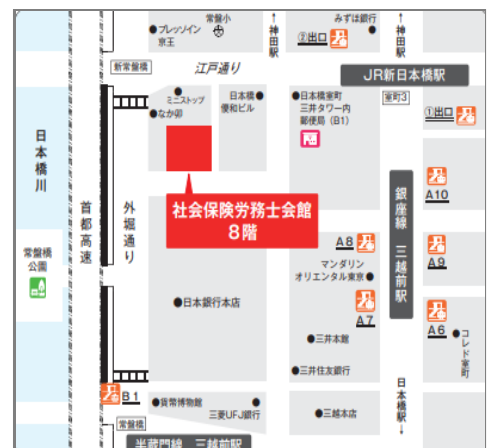 常盤小
●プレッソイン
京王
↑神田駅
みずほ銀行
●
②出口
↑神田駅
新常盤橋
江戸通り
JR新日本橋駅
●
ミニストップ
●なか卯
日本橋●
便和ビル
●日本橋室町
三井タワー内
郵便局(B1)
室町3
①出口
日本橋川
首都高速
外堀通り
社会保険労務士会館
8階
銀座線 三越前駅
A10
常盤橋
公園
A8
マンダリン
オリエンタル東京●
A9
●日本銀行本店
A7
A6
●コレド室町
●三井本館
●三井住友銀行
日本橋駅↓
B1
●貨幣博物館
●
三菱UFJ銀行
●三越本店
常盤橋
半蔵門線 三越前駅